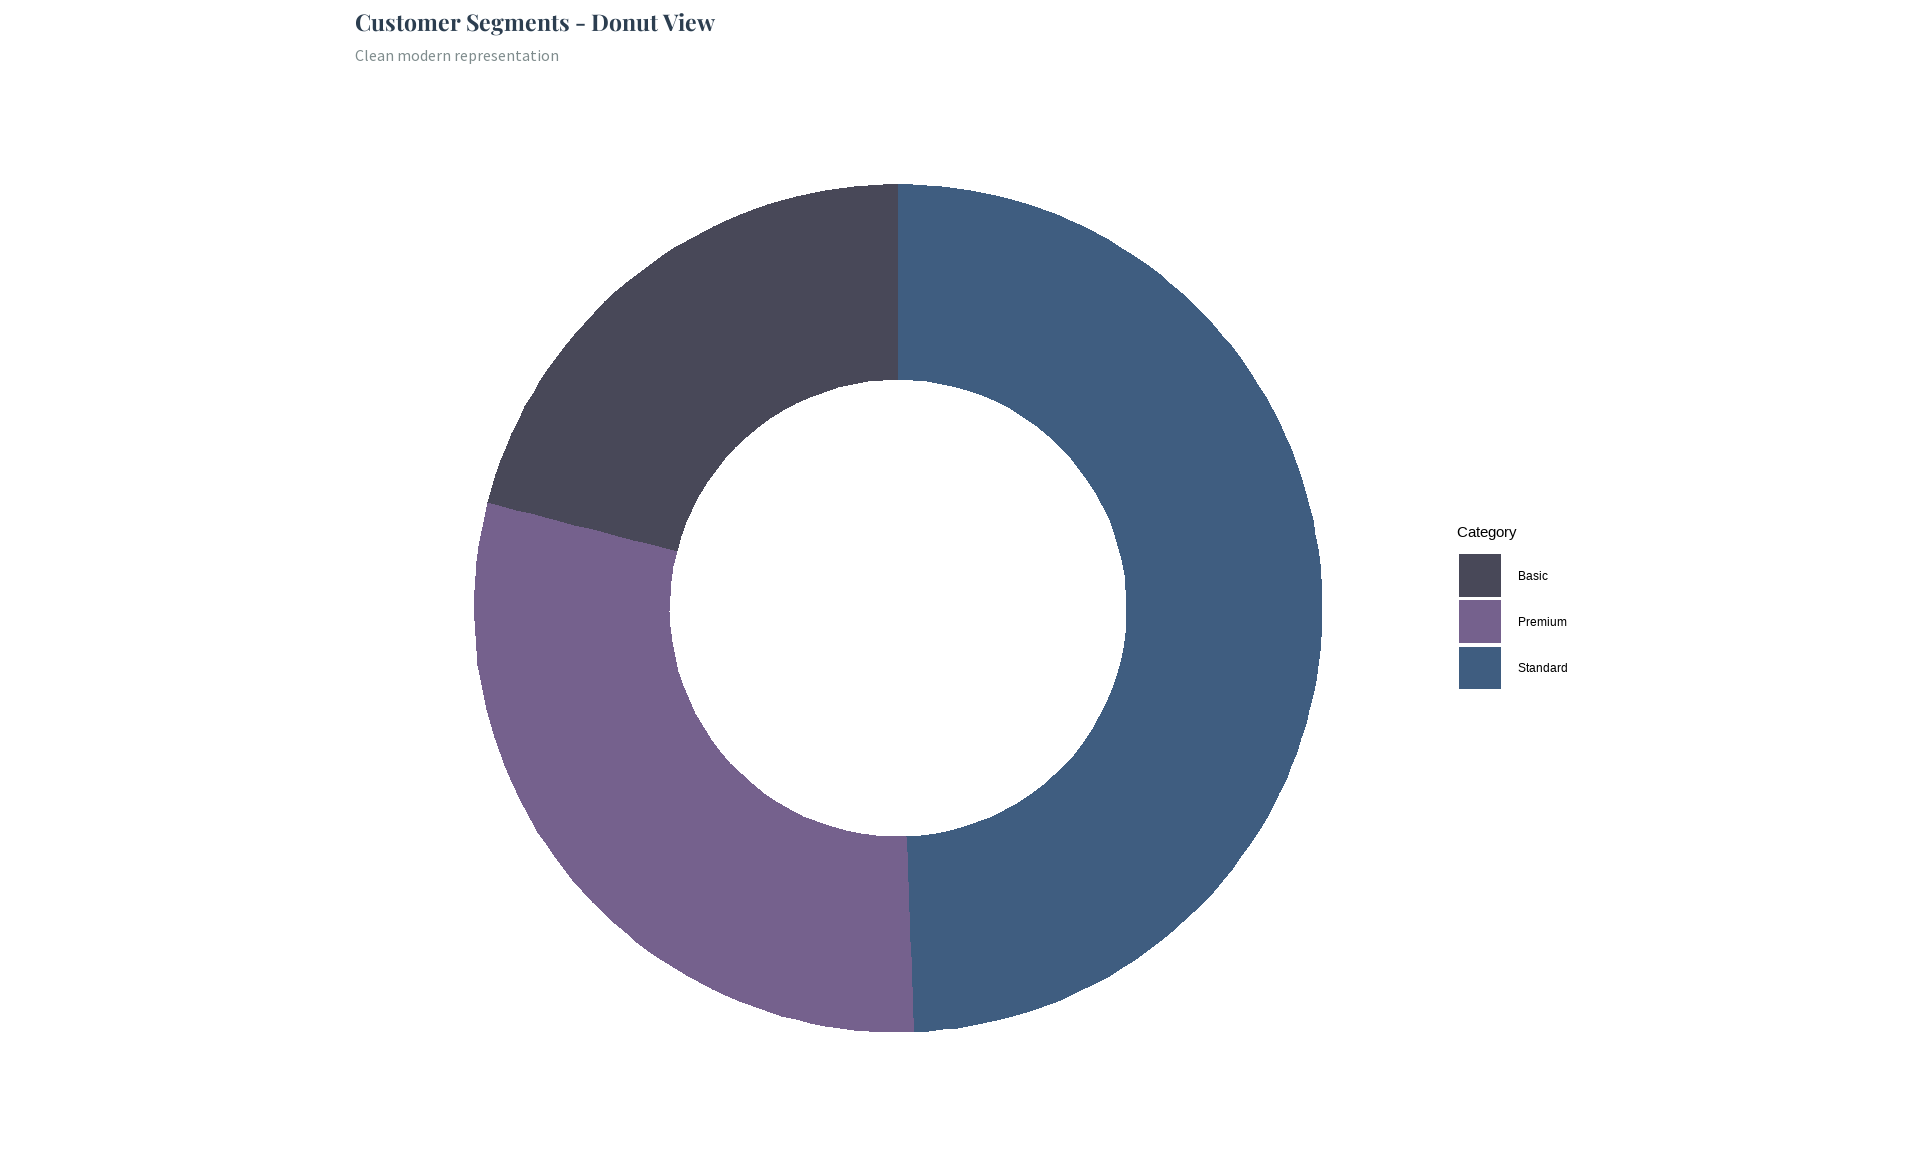 Customer Segments - Donut View
Clean modern representation
Category
Basic
Premium
Standard